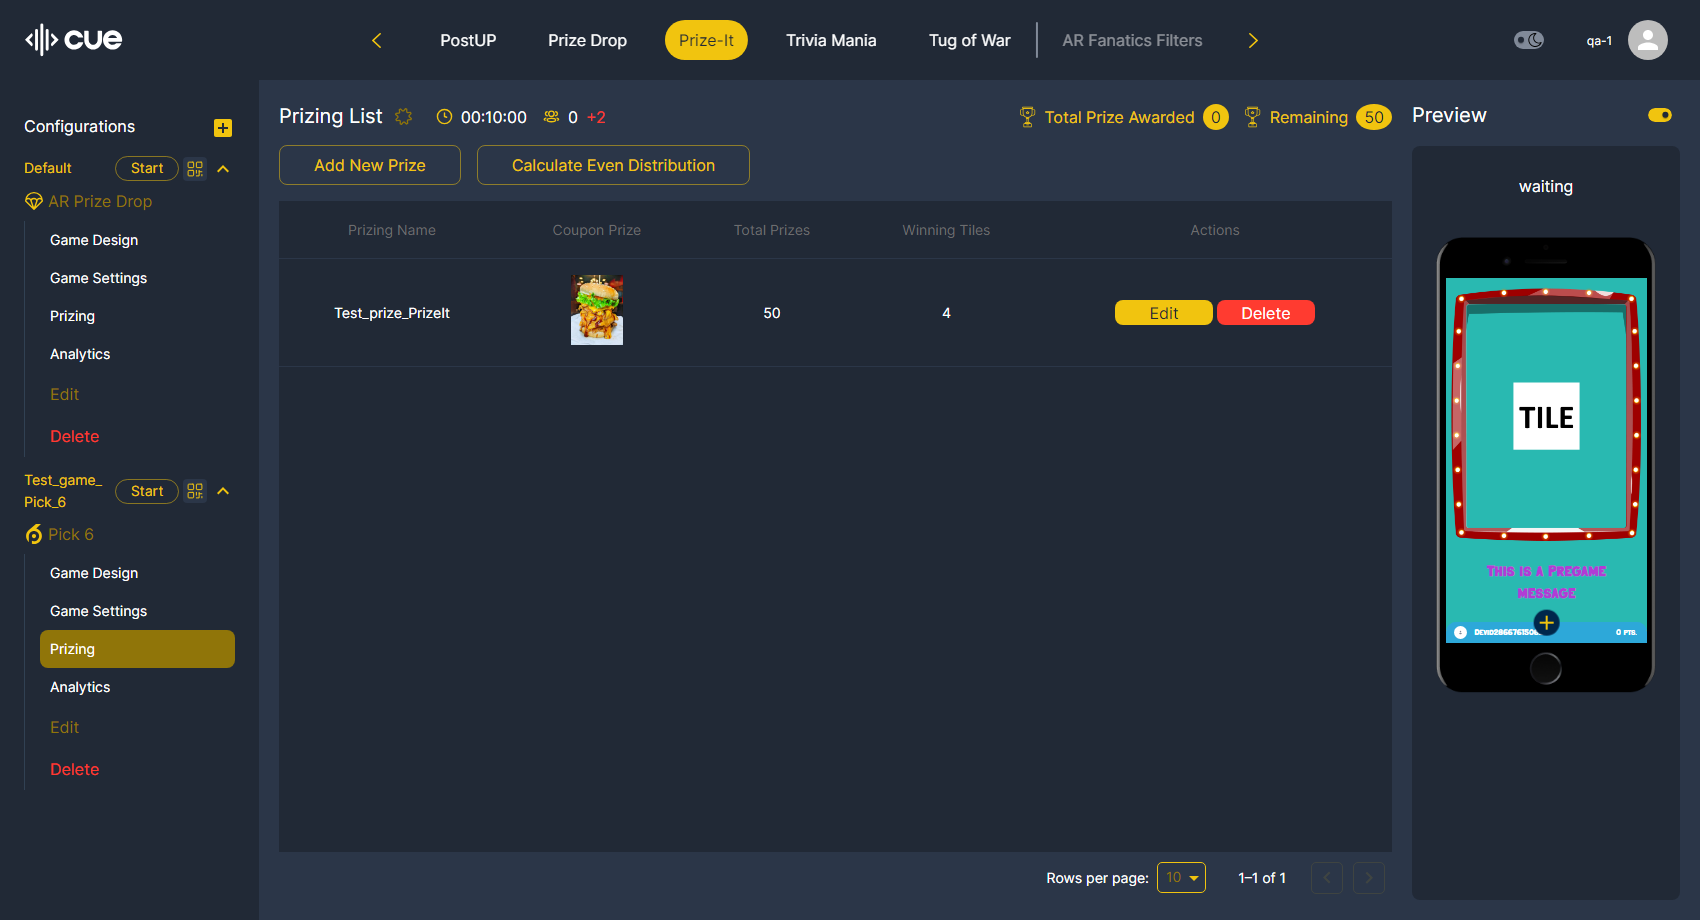 cue
PostUP
Prize Drop
Prize-It
Trivia Mania
Tug of War
AR Fanatics Filters
qa-1
Configurations
Default
Start
AR Prize Drop
Game Design
Game Settings
Prizing
Analytics
Edit
Delete
Test_game_
Pick_6
Start
Pick 6
Game Design
Game Settings
Prizing
Analytics
Edit
Delete
Prizing List
00:10:00
0 +2
Total Prize Awarded 0
Remaining 50
Add New Prize
Calculate Even Distribution
Prizing Name
Coupon Prize
Total Prizes
Winning Tiles
Actions
Test_prize_PrizeIt
50
4
Edit
Delete
Rows per page: 10
1–1 of 1
Preview
waiting
TILE
THIS IS A PREGAME
MESSAGE
0 PTS.